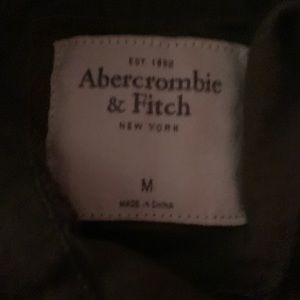 EST. 1892
Abercrombie
& Fitch
NEW YORK
M
MADE IN CHINA